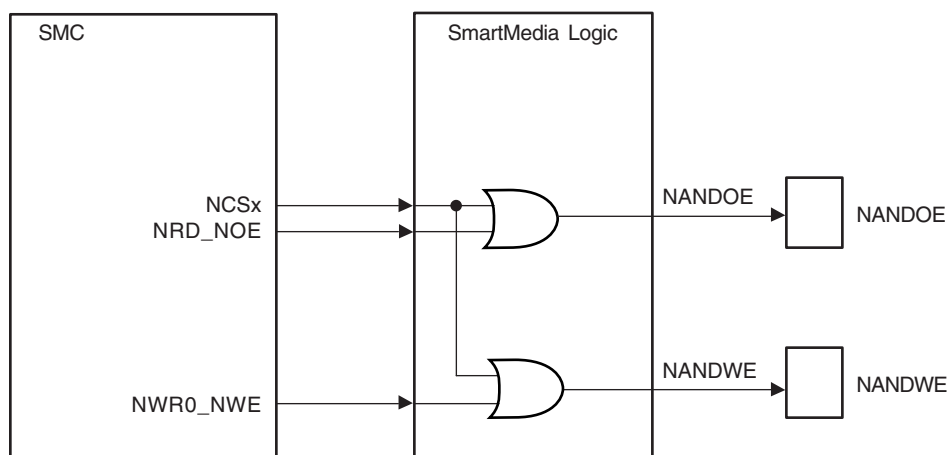 SMC
SmartMedia Logic
NCSx
NRD_NOE
NANDOE
NANDOE
NWR0_NWE
NANDWE
NANDWE